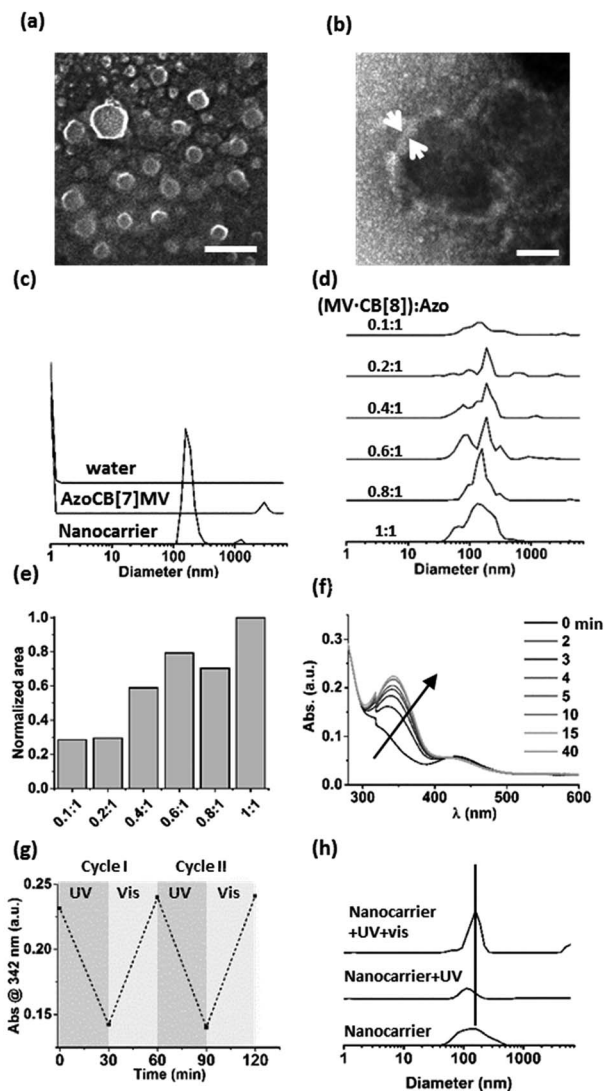 (a)
(b)
(c)
water
AzoCB[7]MV
Nanocarrier
1 10 100 1000
Diameter (nm)
(d)
(MV·CB[8]):Azo
0.1:1
0.2:1
0.4:1
0.6:1
0.8:1
1:1
1 10 100 1000
Diameter (nm)
(e)
Normalized area
1.0
0.8
0.6
0.4
0.2
0.0
0.1:1 0.2:1 0.4:1 0.6:1 0.8:1 1:1
(f)
Abs. (a.u.)
0.3
0.2
0.1
0.0
300 400 500 600
λ (nm)
0 min
2
3
4
5
10
15
40
(g)
Cycle I Cycle II
UV Vis UV Vis
Abs @ 342 nm (a.u.)
0.25
0.20
0.15
0 30 60 90 120
Time (min)
(h)
Nanocarrier
+UV+vis
Nanocarrier+UV
Nanocarrier
1 10 100 1000
Diameter (nm)